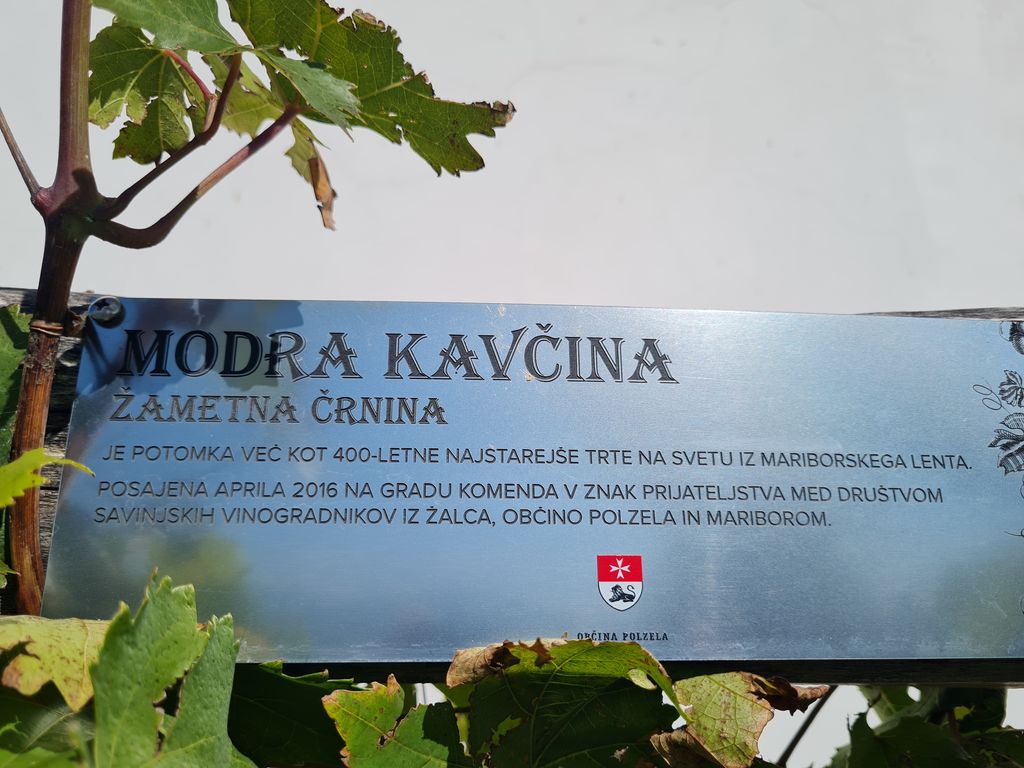 MODRA KAVČINA
ŽAMETNA ČRNINA
JE POTOMKA VEČ KOT 400-LETNE NAJSTAREJŠE TRTE NA SVETU IZ MARIBORSKEGA LENTA.
POSAJENA APRILA 2016 NA GRADU KOMENDA V ZNAK PRIJATELJSTVA MED DRUŠTVOM
SAVINJSKIH VINOGRADNIKOV IZ ŽALCA, OBČINO POLZELA IN MARIBOROM.
OBČINA POLZELA